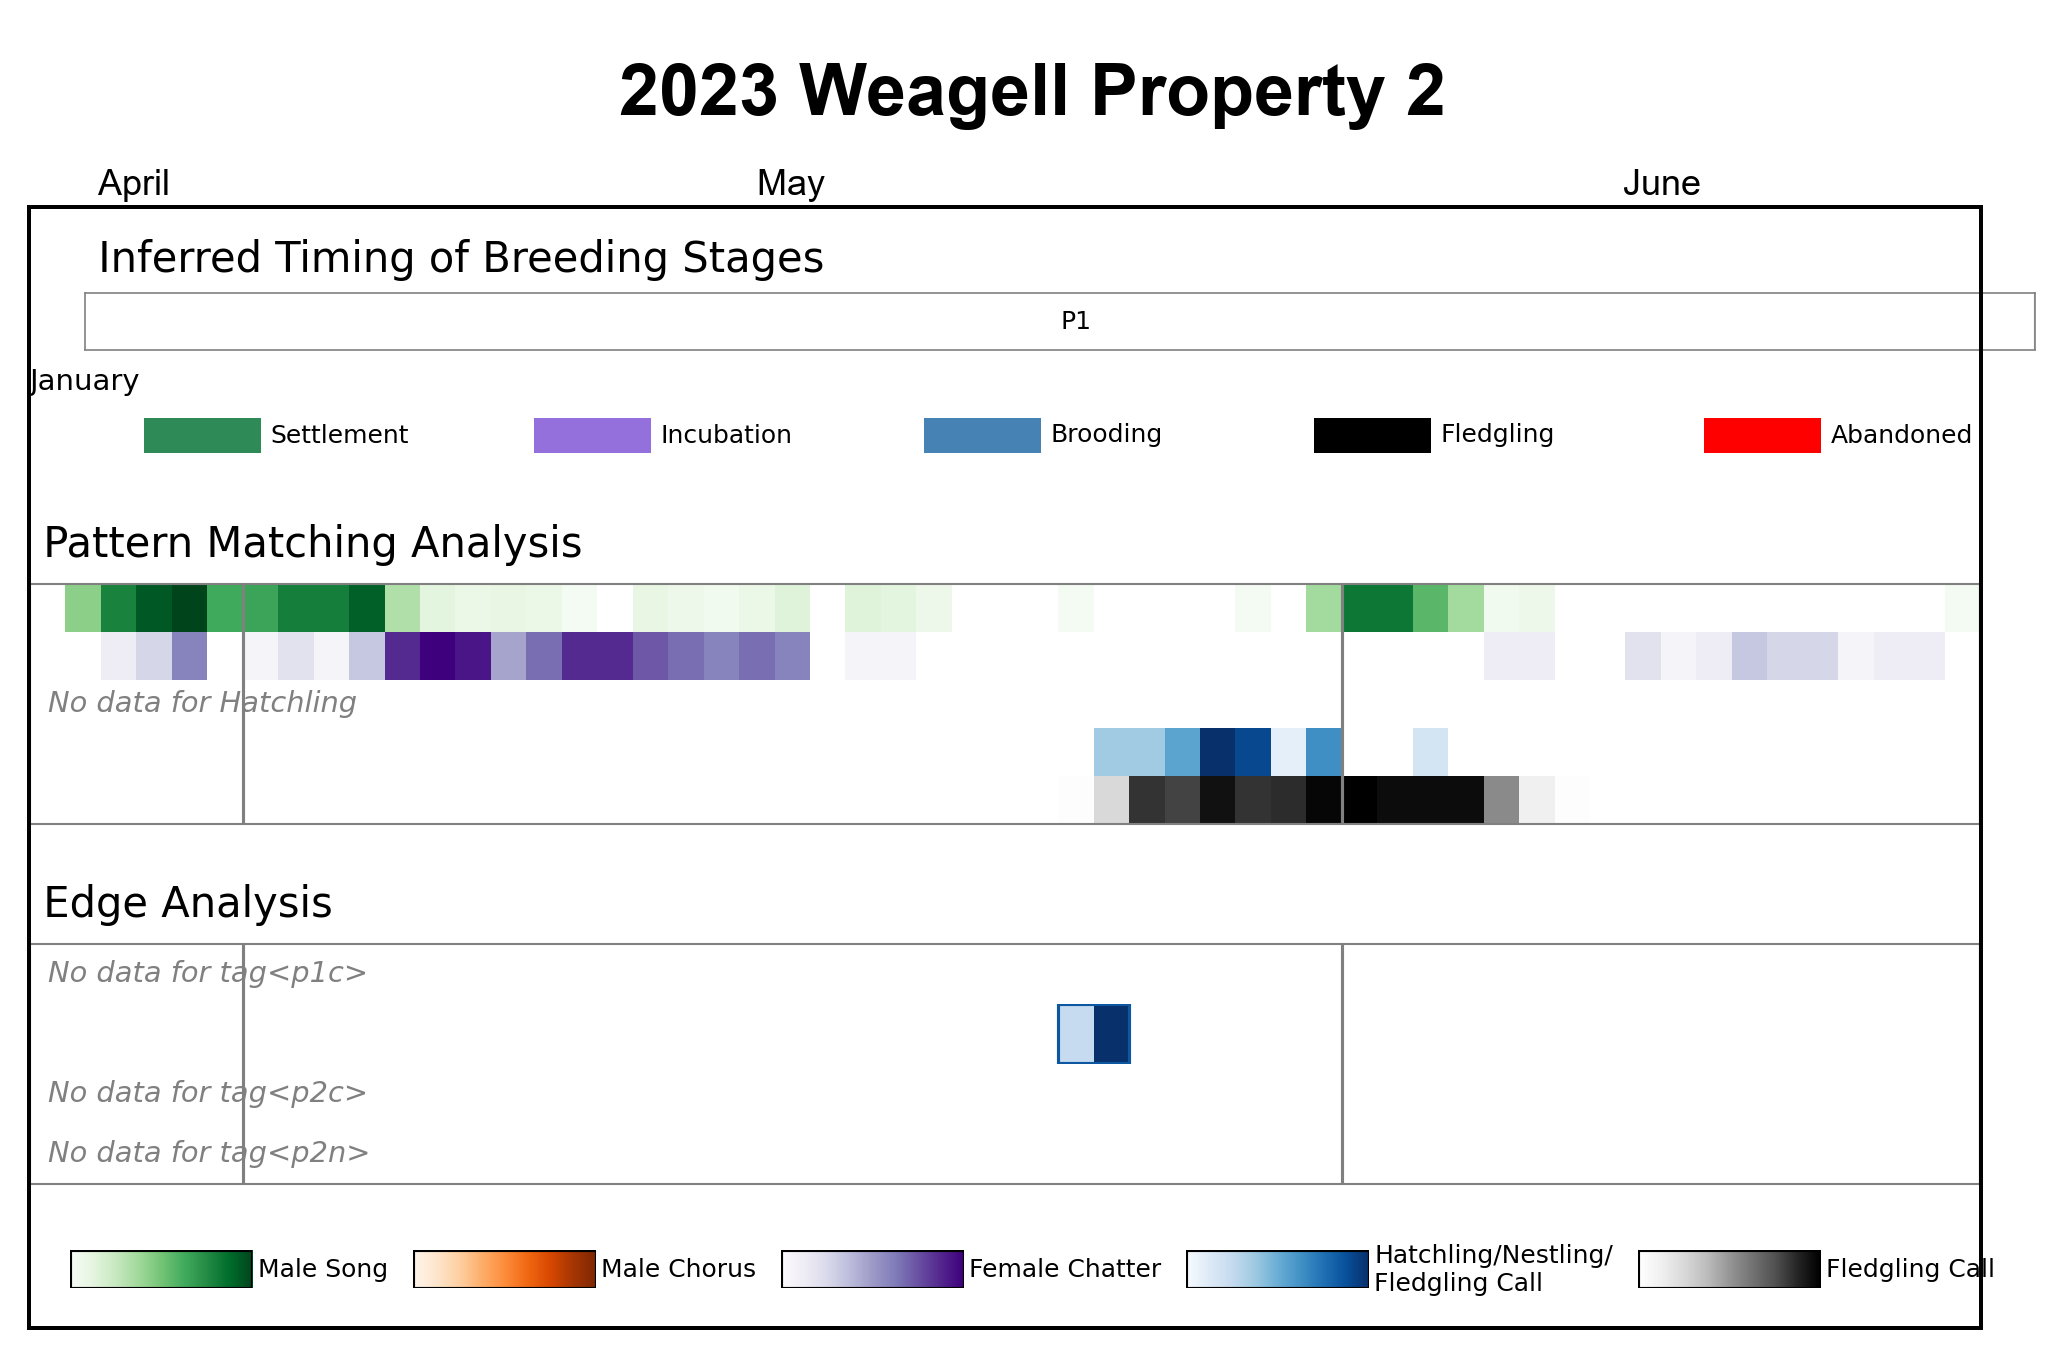 2023 Weagell Property 2
April May June
Inferred Timing of Breeding Stages
P1
January
Settlement Incubation Brooding Fledgling Abandoned
Pattern Matching Analysis
No data for Hatchling
Edge Analysis
No data for tag<p1c>
No data for tag<p2c>
No data for tag<p2n>
Male Song Male Chorus Female Chatter Hatchling/Nestling/
Fledgling Call Fledgling Call